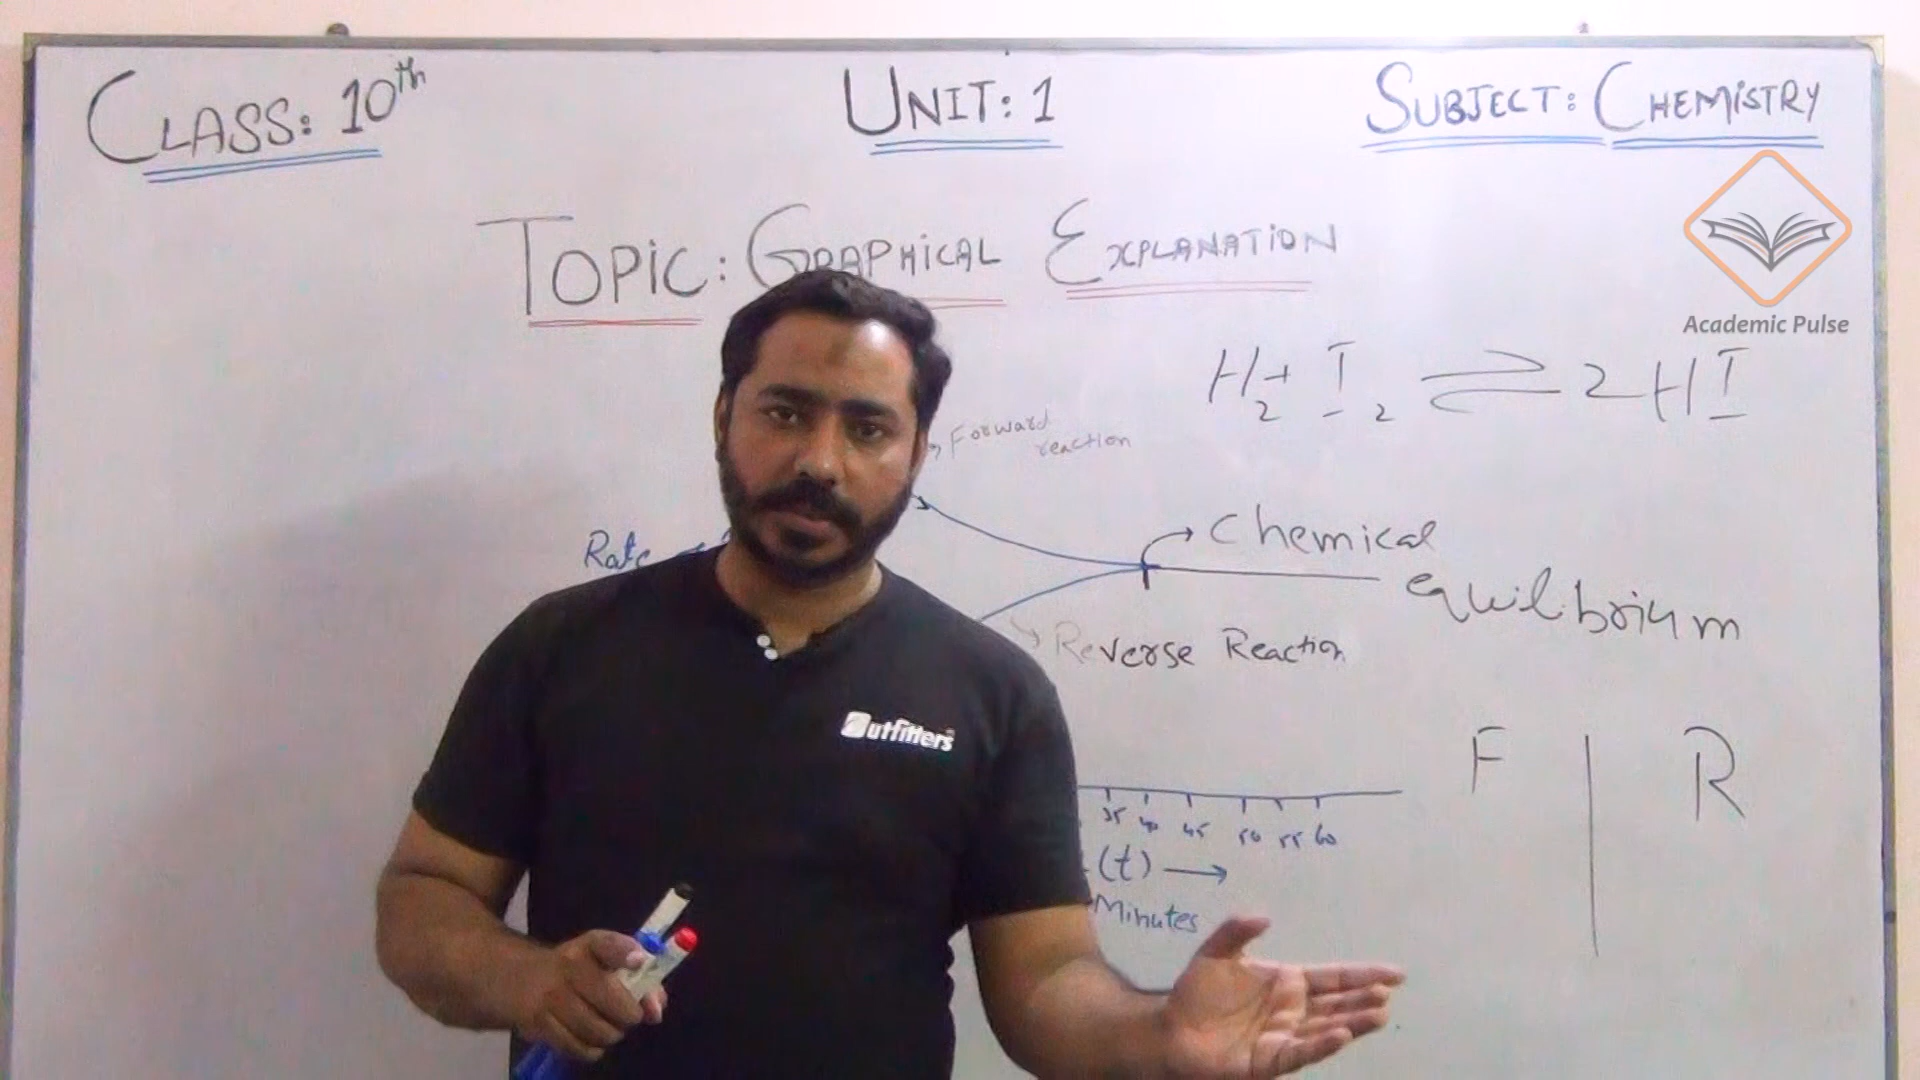 CLASS: 10th
UNIT: 1
SUBJECT: CHEMISTRY
TOPIC: GRAPHICAL EXPLANATION
Academic Pulse
H2 + I2 ⇌ 2HI
Forward
reaction
Rate
Chemical
equilibrium
Reverse Reaction
F | R
35 40 45 50 55 60
(t) →
Minutes
Outfitters